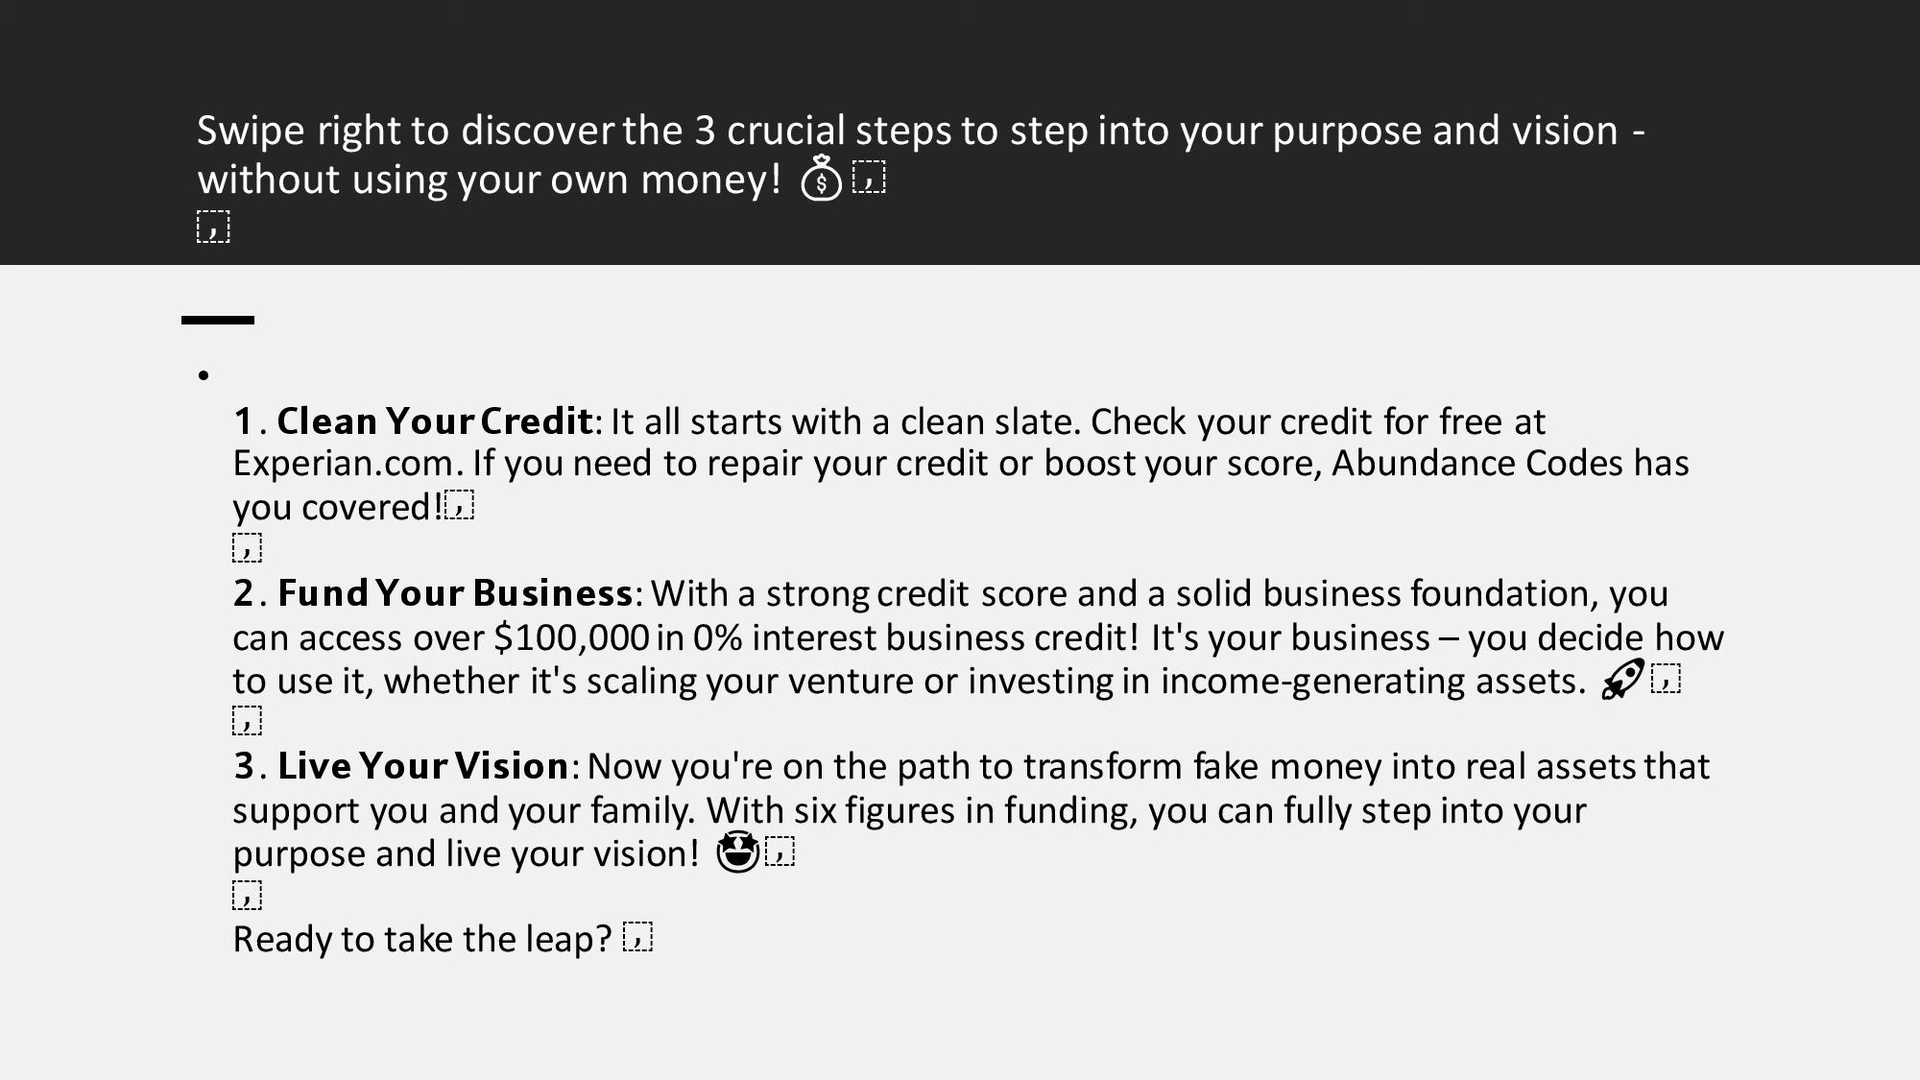 Swipe right to discover the 3 crucial steps to step into your purpose and vision -
without using your own money! 💰
•
1. Clean Your Credit: It all starts with a clean slate. Check your credit for free at
Experian.com. If you need to repair your credit or boost your score, Abundance Codes has
you covered!
2. Fund Your Business: With a strong credit score and a solid business foundation, you
can access over $100,000 in 0% interest business credit! It's your business – you decide how
to use it, whether it's scaling your venture or investing in income-generating assets. 🚀
3. Live Your Vision: Now you're on the path to transform fake money into real assets that
support you and your family. With six figures in funding, you can fully step into your
purpose and live your vision! 🤩
Ready to take the leap?